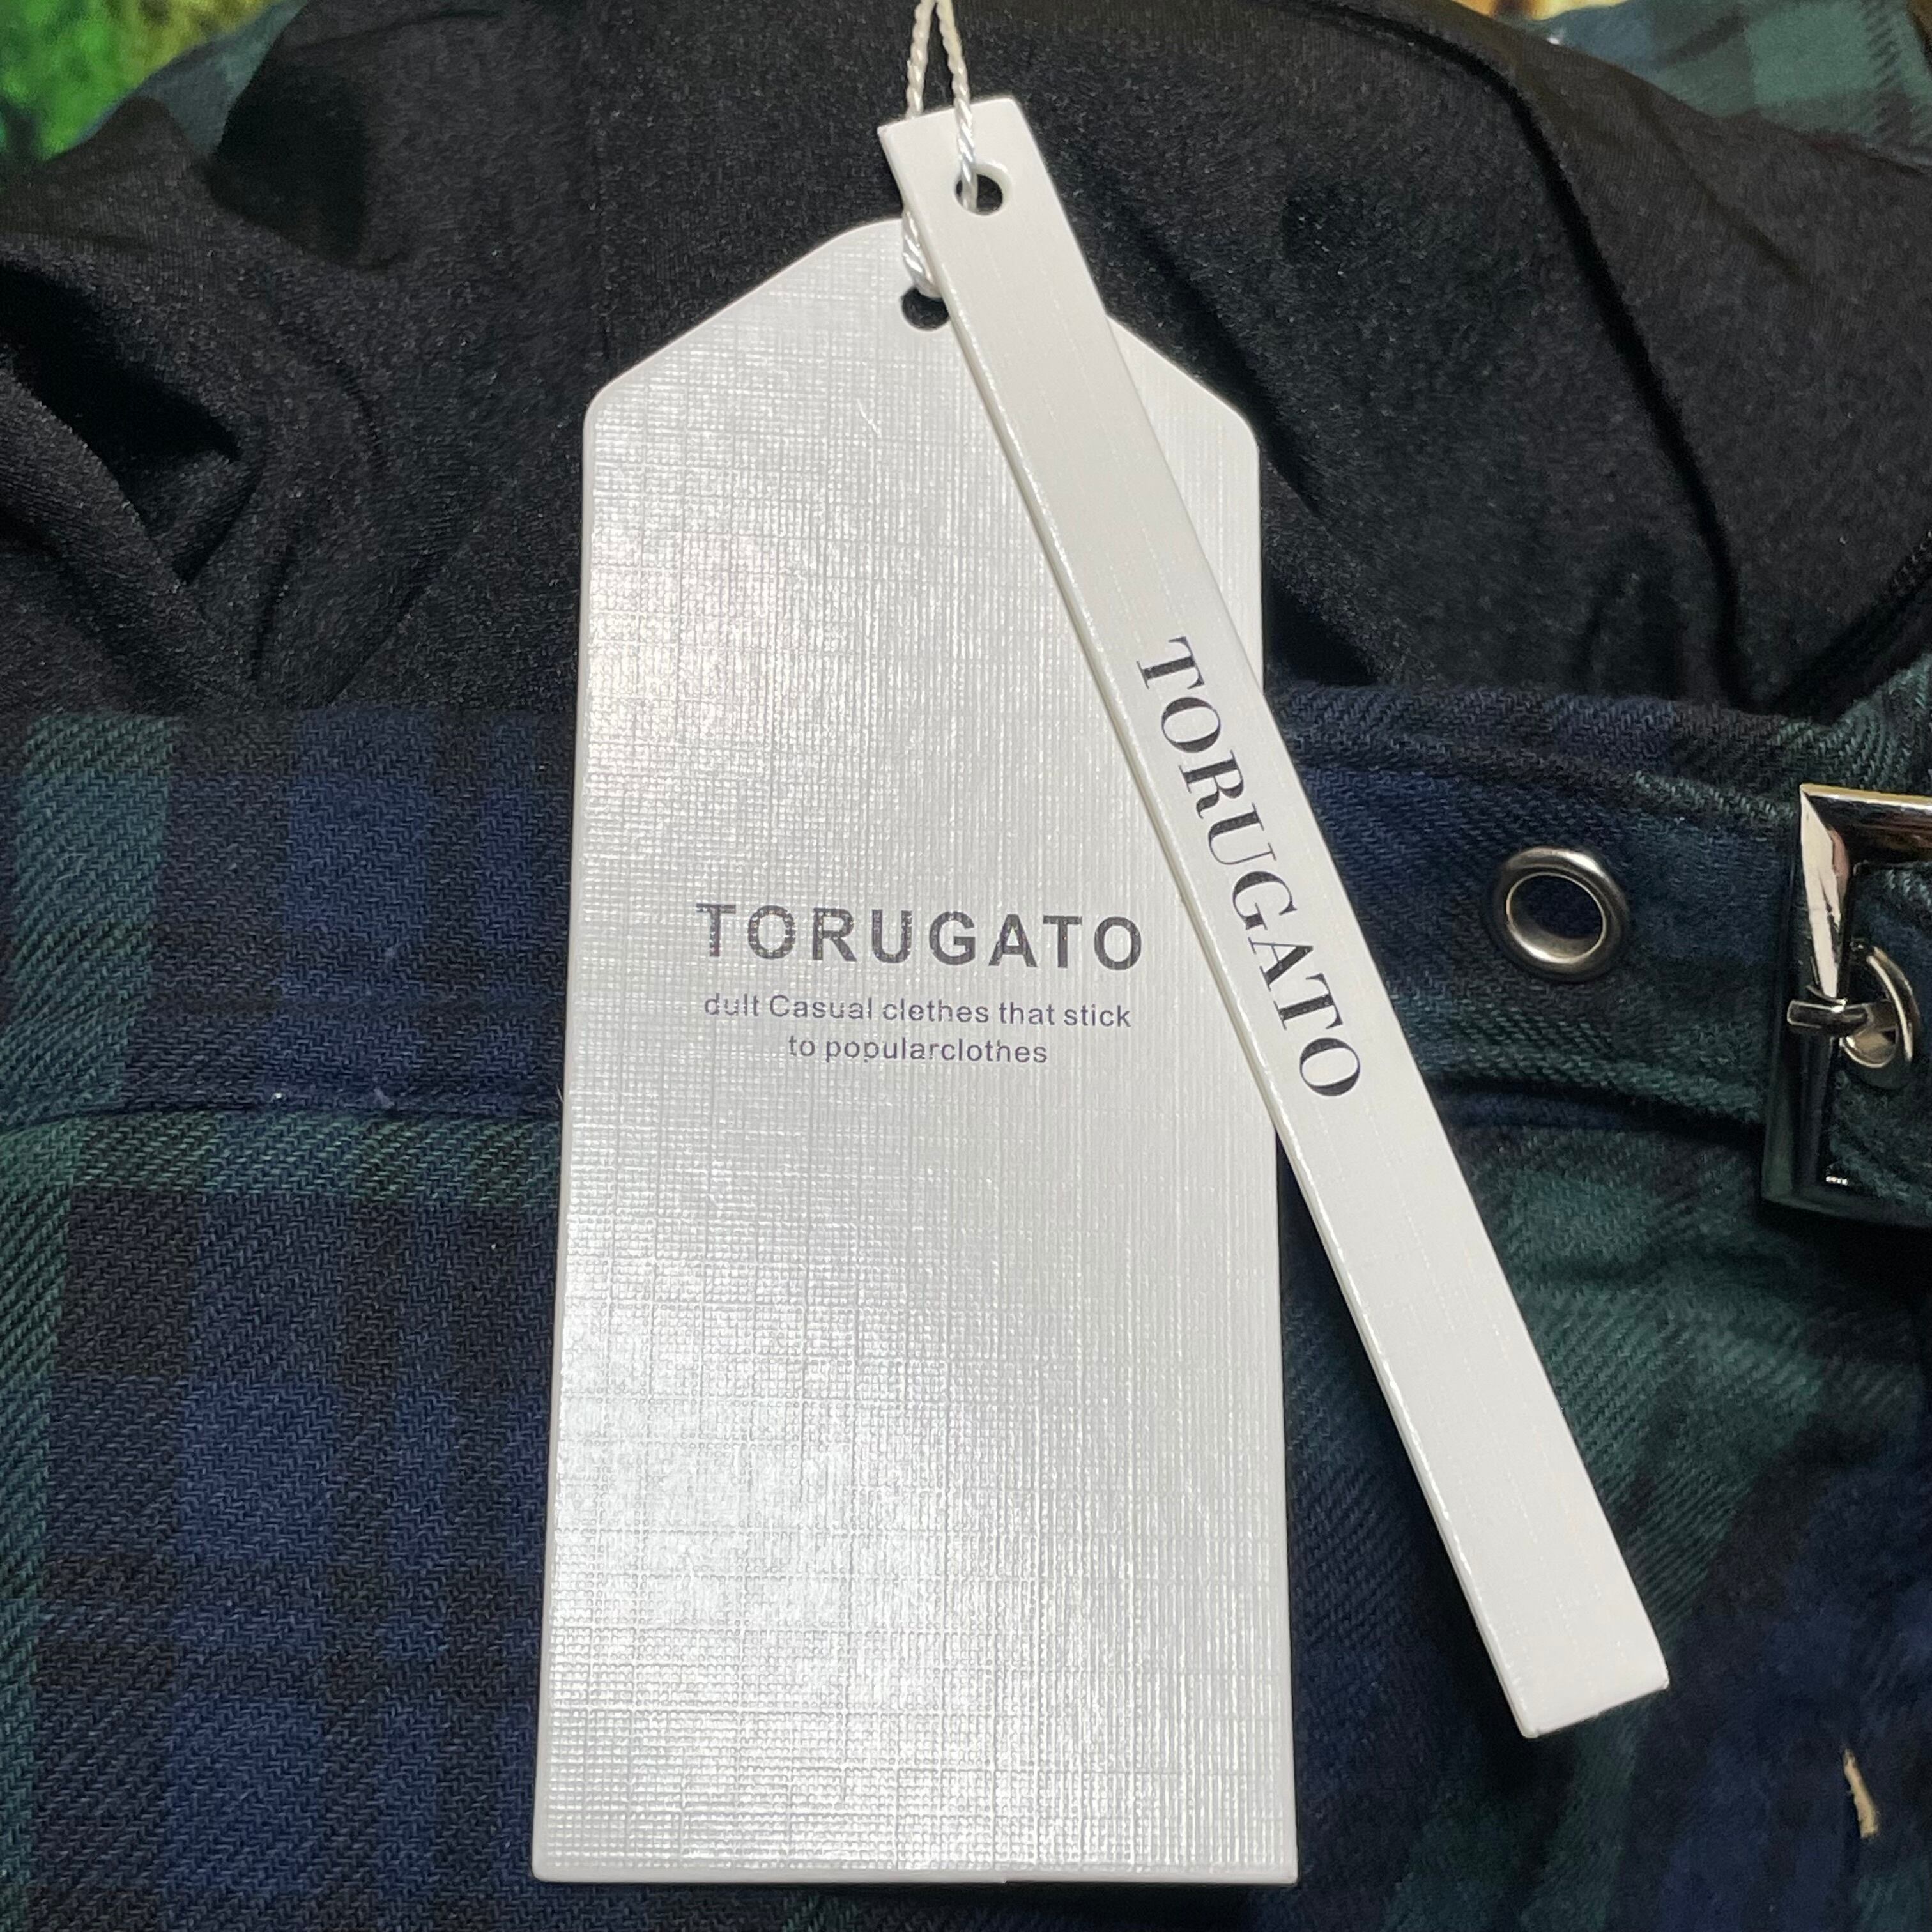 TORUGATO
dult Casual clethes that stick
to popularclothes
TORUGATO